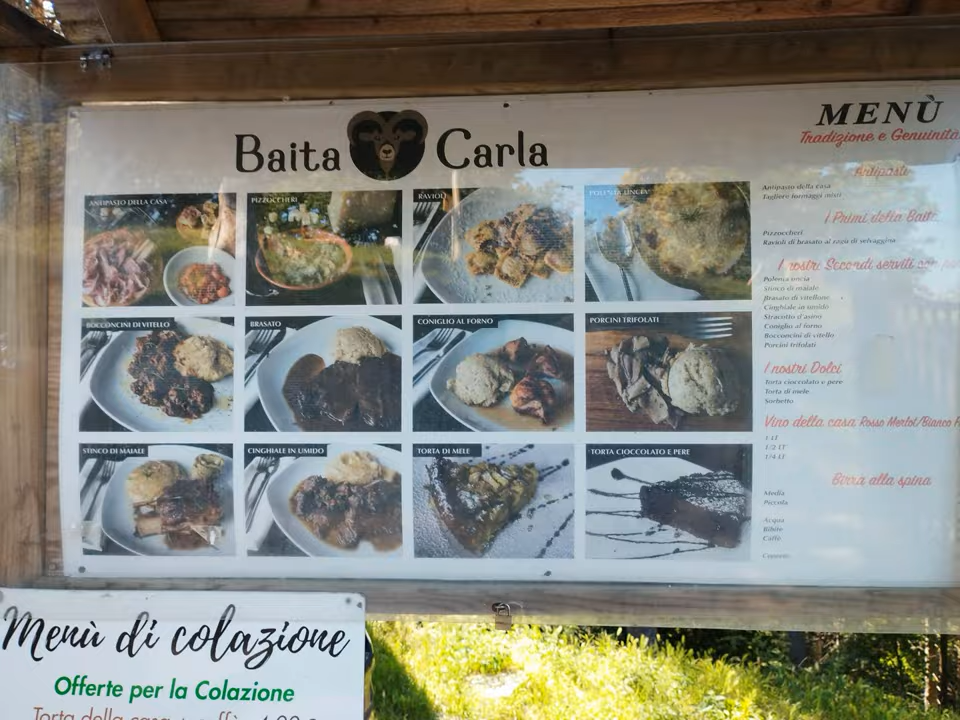 Baita Carla
MENÙ
Tradizione e Genuinità
ANTIPASTO DELLA CASA
PIZZOCCHERI
RAVIOLI
POLENTA UNCIA
BOCCONCINI DI VITELLO
BRASATO
CONIGLIO AL FORNO
PORCINI TRIFOLATI
STINCO DI MAIALE
CINGHIALE IN UMIDO
TORTA DI MELE
TORTA CIOCCOLATO E PERE
Antipasti
Antipasto della casa
Tagliere formaggi misti
I Primi della Baita
Pizzoccheri
Ravioli di brasato al ragù di selvaggina
I nostri Secondi serviti con
Polenta uncia
Stinco di maiale
Brasato di vitellone
Cinghiale in umido
Stracotto d'asino
Coniglio al forno
Bocconcini di vitello
Porcini trifolati
I nostri Dolci
Torta cioccolato e pere
Torta di mele
Sorbetto
Vino della casa Rosso Merlot/Bianco
1 LT
1/2 LT
1/4 LT
Birra alla spina
Media
Piccola
Acqua
Bibite
Caffè
Coperto
Menù di colazione
Offerte per la Colazione
Torta della casa